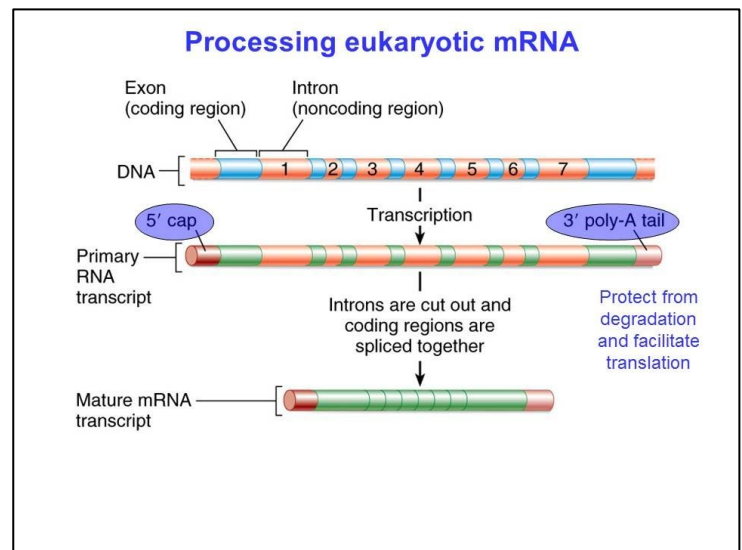 Processing eukaryotic mRNA
Exon
(coding region)
Intron
(noncoding region)
DNA
1 2 3 4 5 6 7
Transcription
5′ cap
3′ poly-A tail
Primary
RNA
transcript
Introns are cut out and
coding regions are
spliced together
Protect from
degradation
and facilitate
translation
Mature mRNA
transcript